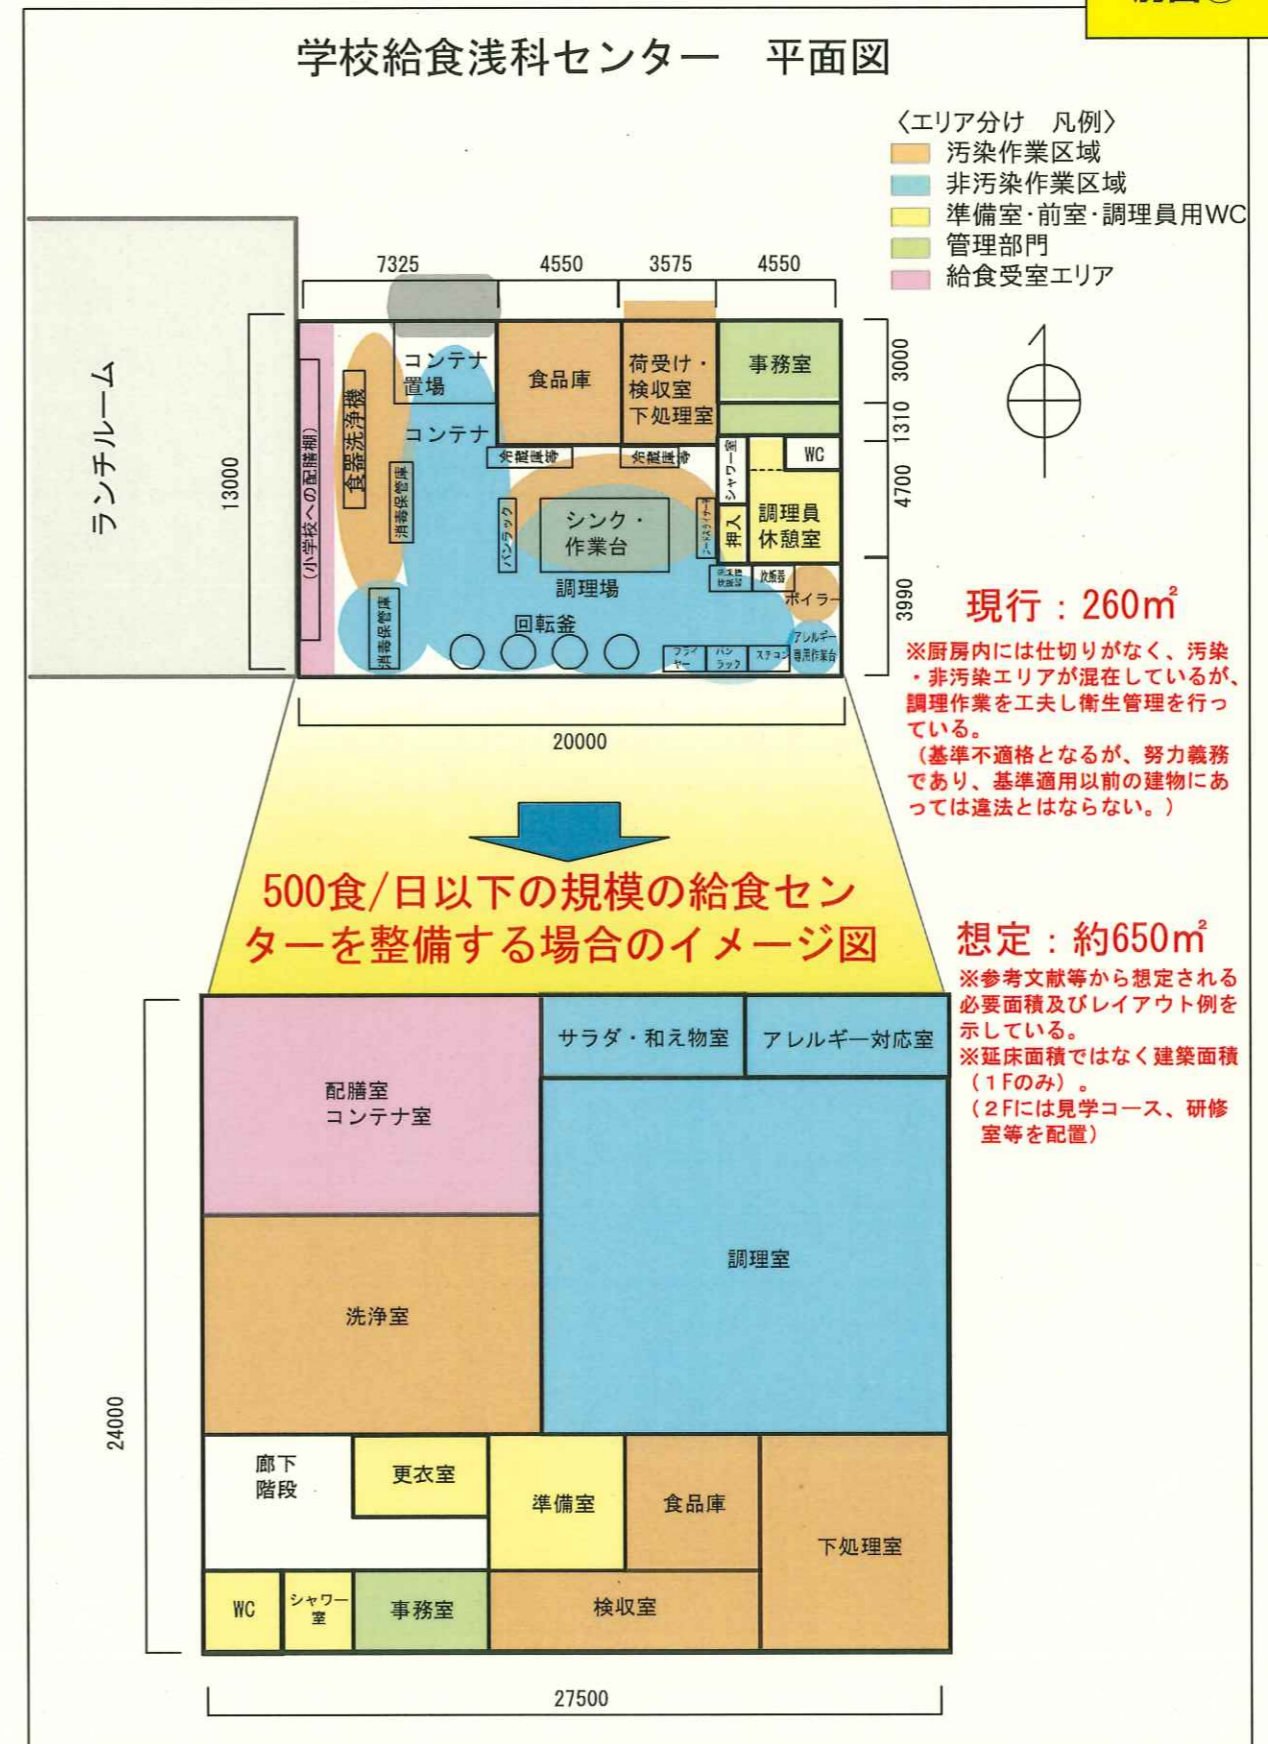 学校給食浅科センター　平面図
〈エリア分け　凡例〉
汚染作業区域
非汚染作業区域
準備室・前室・調理員用WC
管理部門
給食受室エリア
7325
4550
3575
4550
ランチルーム
13000
(小学校への配膳棚)
食器洗浄機
コンテナ
置場
コンテナ
消毒保管庫
消毒保管庫
食品庫
荷受け・
検収室
下処理室
事務室
冷蔵庫等
冷蔵庫等
パンラック
シンク・
作業台
シャワー室
WC
押入
調理員
休憩室
調理場
回転釜
炊飯器
ボイラー
フライ
ヤー
パン
ラック
スチコン
アレルギー
専用作業台
3000
1310
4700
3990
20000
現行：260㎡
※厨房内には仕切りがなく、汚染
・非汚染エリアが混在しているが、
調理作業を工夫し衛生管理を行っ
ている。
（基準不適格となるが、努力義務
であり、基準適用以前の建物にあ
っては違法とはならない。）
500食/日以下の規模の給食セン
ターを整備する場合のイメージ図
想定：約650㎡
※参考文献等から想定される
必要面積及びレイアウト例を
示している。
※延床面積ではなく建築面積
（１Fのみ）。
（２Fには見学コース、研修
室等を配置）
配膳室
コンテナ室
サラダ・和え物室
アレルギー対応室
調理室
洗浄室
24000
廊下
階段
更衣室
準備室
食品庫
下処理室
WC
シャワー
室
事務室
検収室
27500